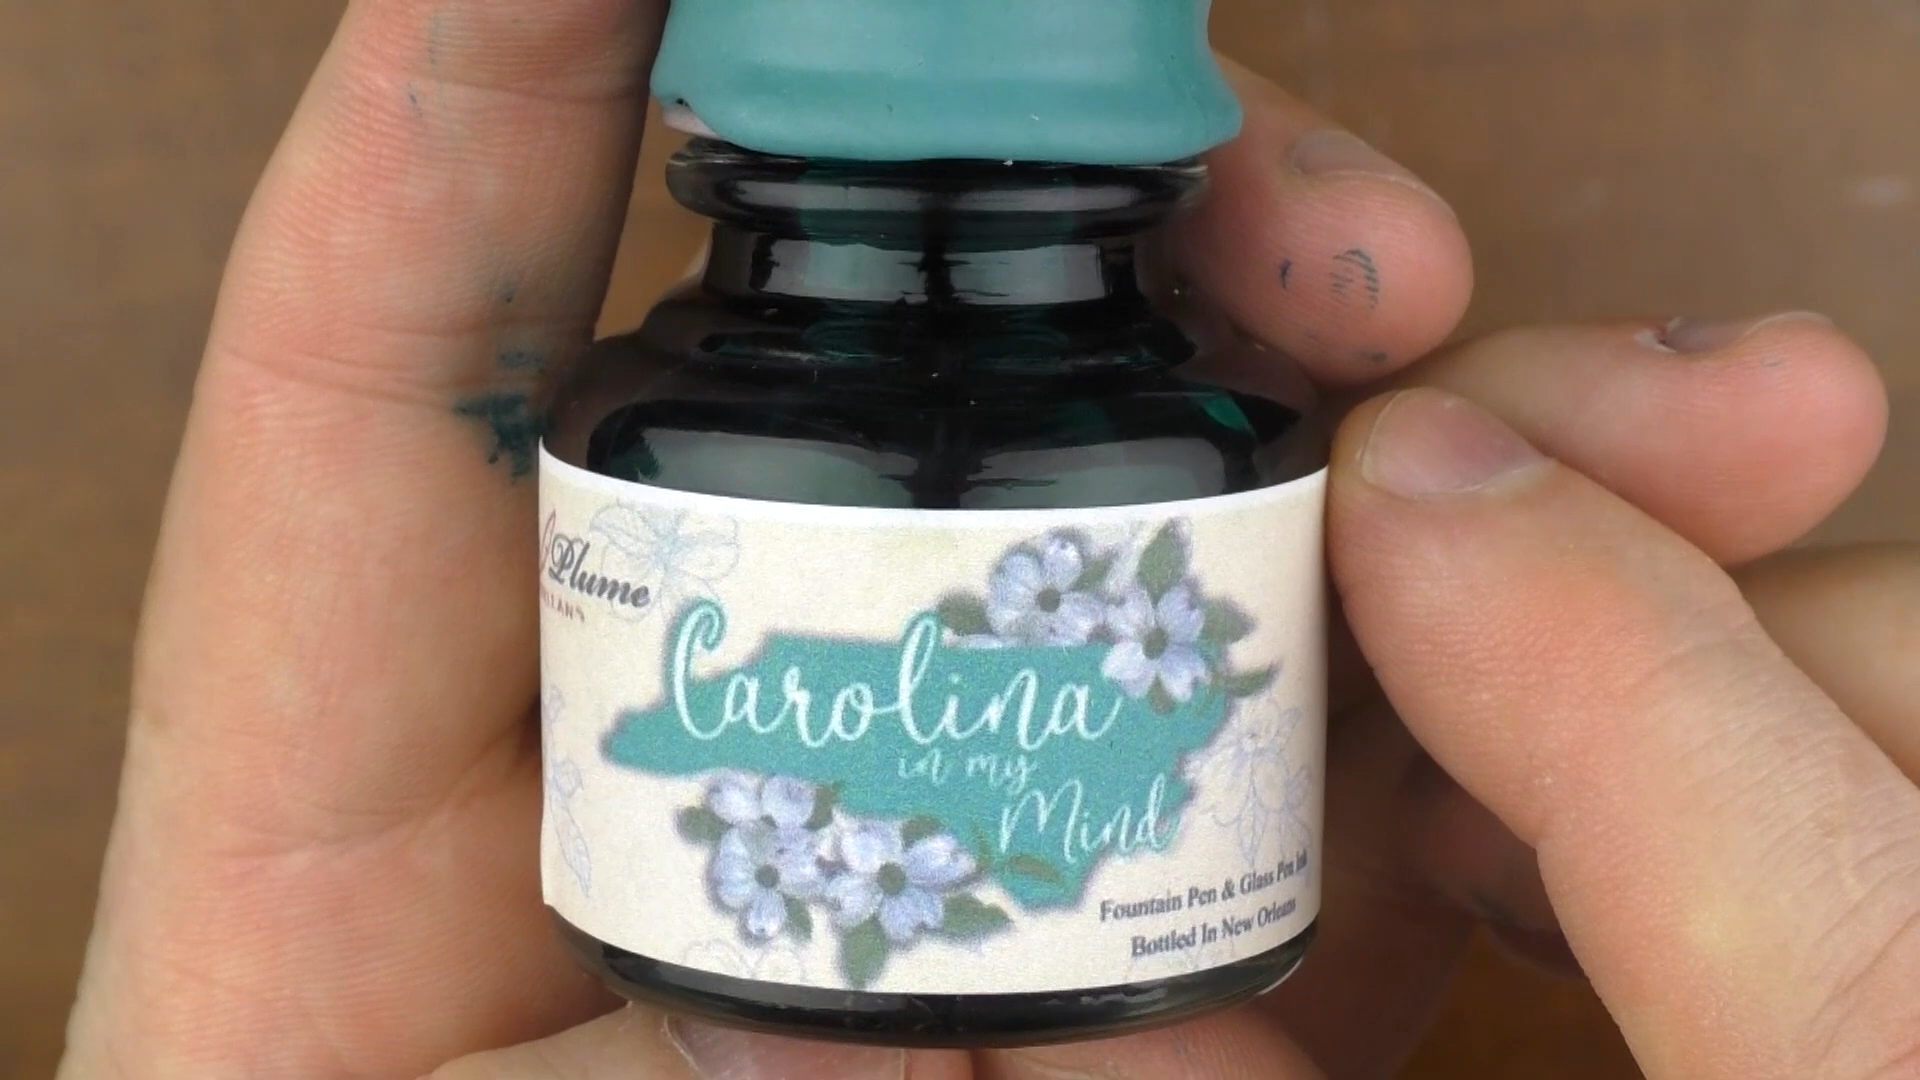 Plume
Carolina
in my
Mind
Fountain Pen & Glass Pen Ink
Bottled In New Orleans